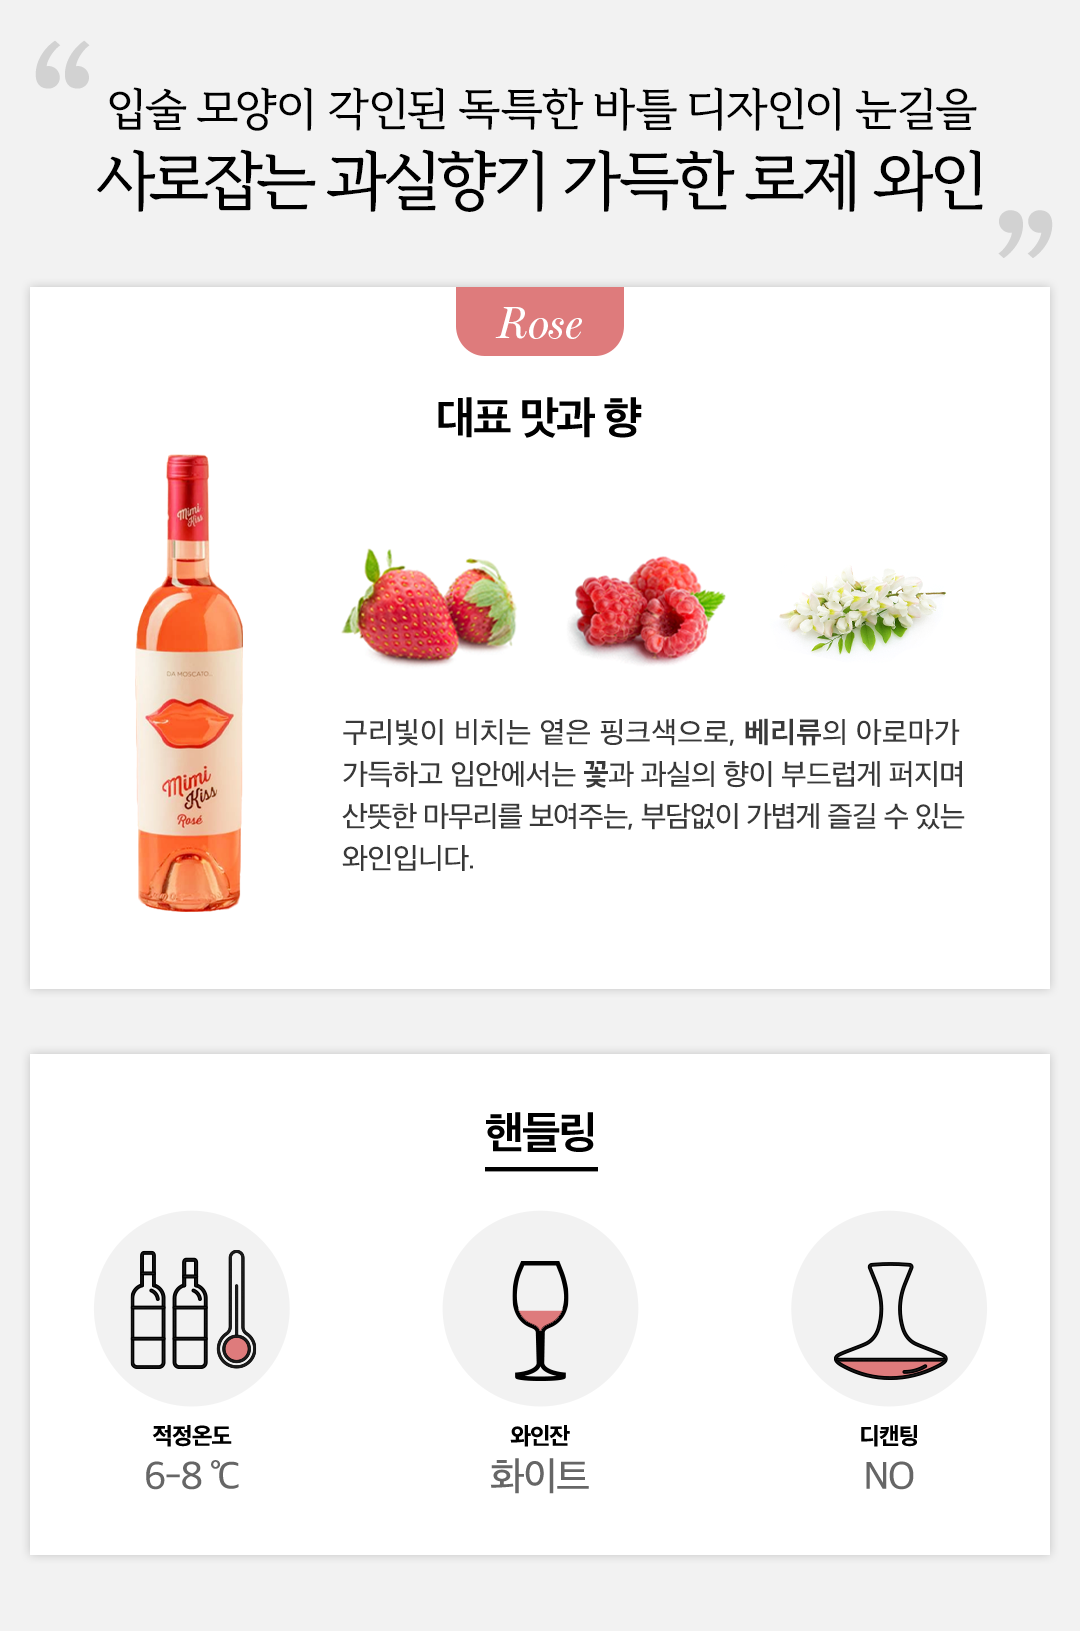 “
입술 모양이 각인된 독특한 바틀 디자인이 눈길을
사로잡는 과실향기 가득한 로제 와인
”
Rose
대표 맛과 향
Mimi
Kiss
DA MOSCATO..
Mimi
Kiss
Rosé
구리빛이 비치는 옅은 핑크색으로, 베리류의 아로마가
가득하고 입안에서는 꽃과 과실의 향이 부드럽게 퍼지며
산뜻한 마무리를 보여주는, 부담없이 가볍게 즐길 수 있는
와인입니다.
핸들링
적정온도
6-8 ℃
와인잔
화이트
디캔팅
NO